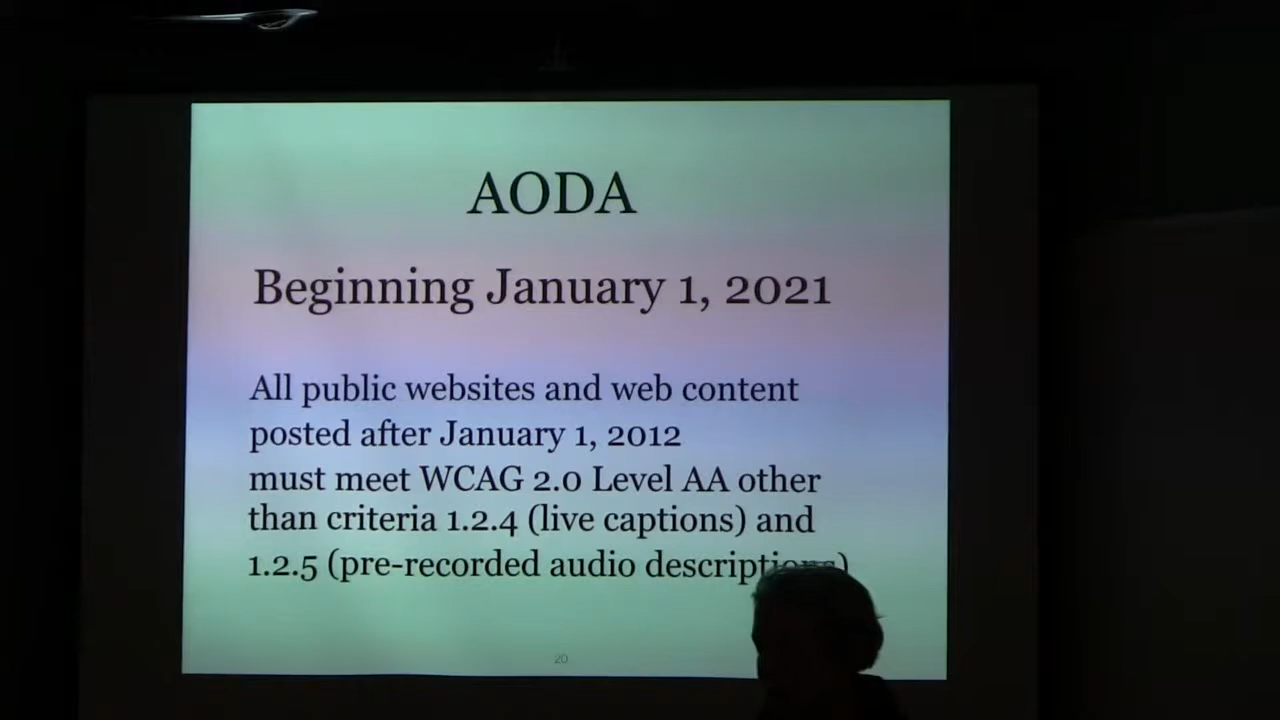 AODA
Beginning January 1, 2021
All public websites and web content
posted after January 1, 2012
must meet WCAG 2.0 Level AA other
than criteria 1.2.4 (live captions) and
1.2.5 (pre-recorded audio descriptions)
20